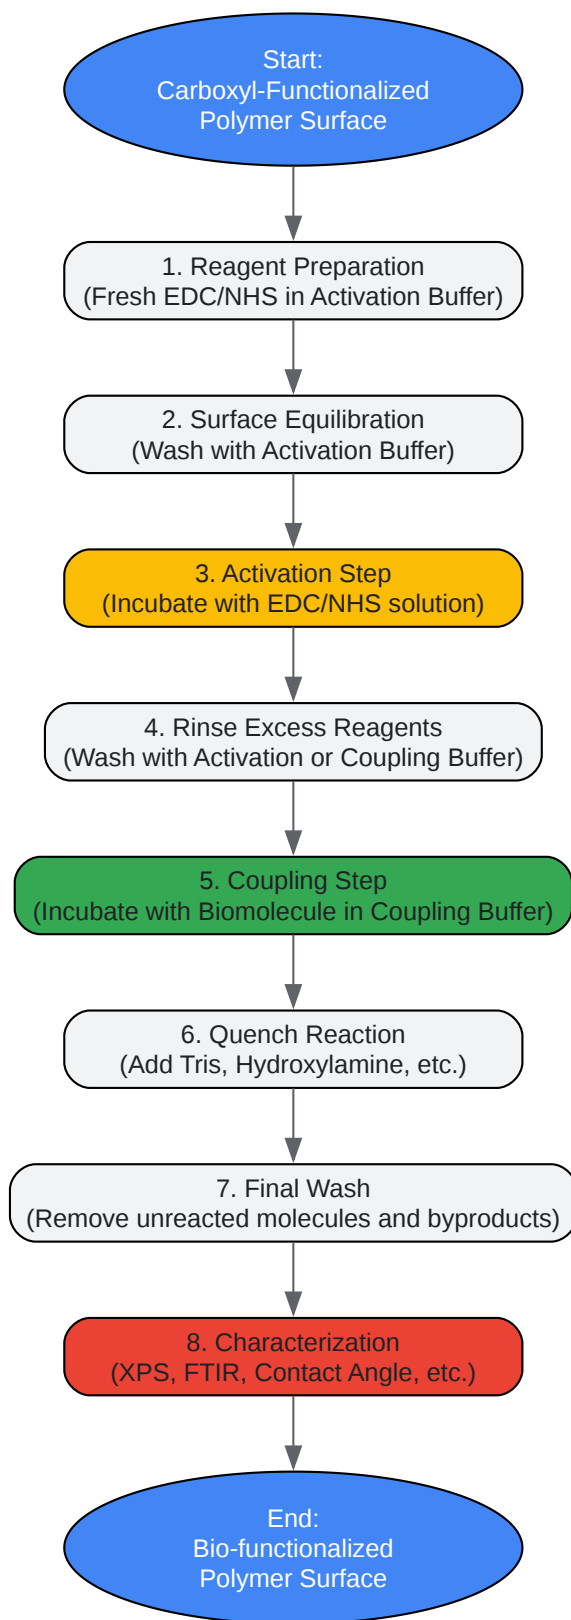 Start:
Carboxyl-Functionalized
Polymer Surface
1. Reagent Preparation
(Fresh EDC/NHS in Activation Buffer)
2. Surface Equilibration
(Wash with Activation Buffer)
3. Activation Step
(Incubate with EDC/NHS solution)
4. Rinse Excess Reagents
(Wash with Activation or Coupling Buffer)
5. Coupling Step
(Incubate with Biomolecule in Coupling Buffer)
6. Quench Reaction
(Add Tris, Hydroxylamine, etc.)
7. Final Wash
(Remove unreacted molecules and byproducts)
8. Characterization
(XPS, FTIR, Contact Angle, etc.)
End:
Bio-functionalized
Polymer Surface